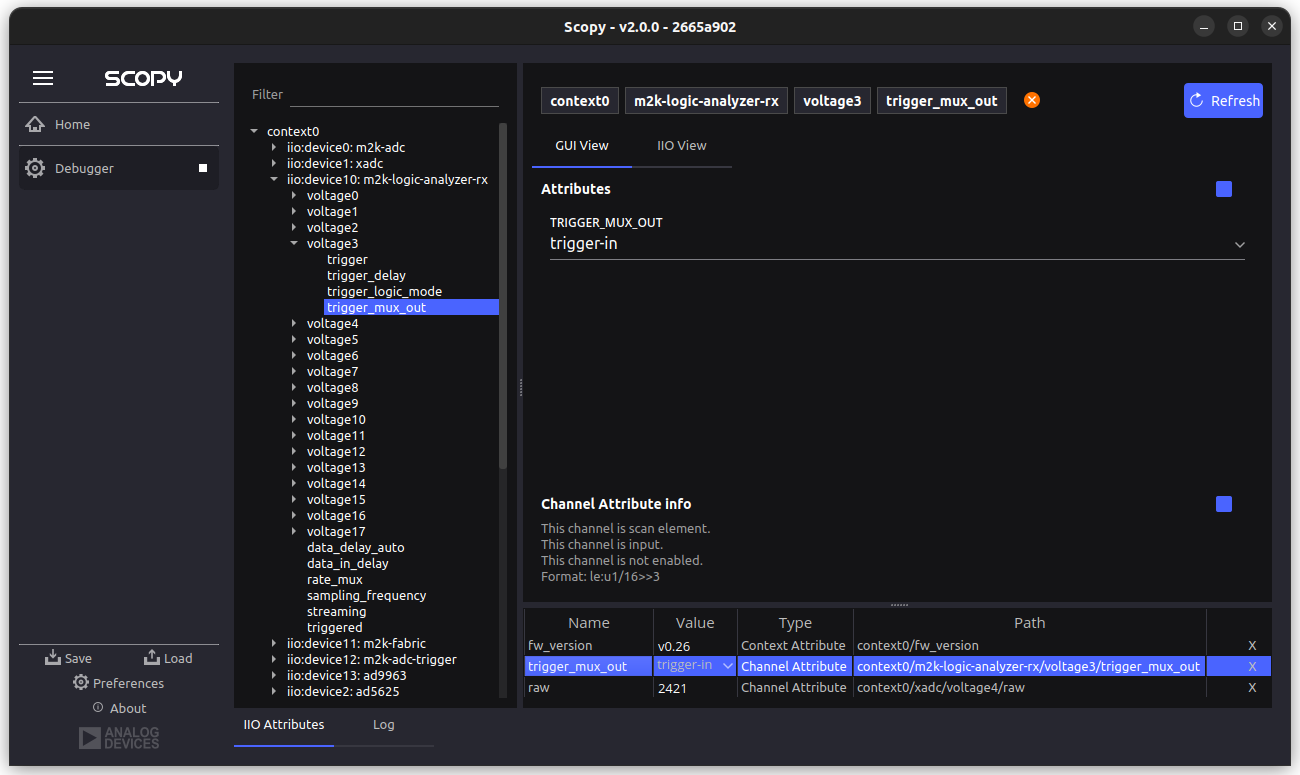 Scopy - v2.0.0 - 2665a902
SCOPY
Home
Debugger
Save
Load
Preferences
About
ANALOG
DEVICES
Filter
context0
iio:device0: m2k-adc
iio:device1: xadc
iio:device10: m2k-logic-analyzer-rx
voltage0
voltage1
voltage2
voltage3
trigger
trigger_delay
trigger_logic_mode
trigger_mux_out
voltage4
voltage5
voltage6
voltage7
voltage8
voltage9
voltage10
voltage11
voltage12
voltage13
voltage14
voltage15
voltage16
voltage17
data_delay_auto
data_in_delay
rate_mux
sampling_frequency
streaming
triggered
iio:device11: m2k-fabric
iio:device12: m2k-adc-trigger
iio:device13: ad9963
iio:device2: ad5625
IIO Attributes
Log
context0 m2k-logic-analyzer-rx voltage3 trigger_mux_out
Refresh
GUI View
IIO View
Attributes
TRIGGER_MUX_OUT
trigger-in
Channel Attribute info
This channel is scan element.
This channel is input.
This channel is not enabled.
Format: le:u1/16>>3
Name Value Type Path
fw_version v0.26 Context Attribute context0/fw_version X
trigger_mux_out trigger-in Channel Attribute context0/m2k-logic-analyzer-rx/voltage3/trigger_mux_out X
raw 2421 Channel Attribute context0/xadc/voltage4/raw X